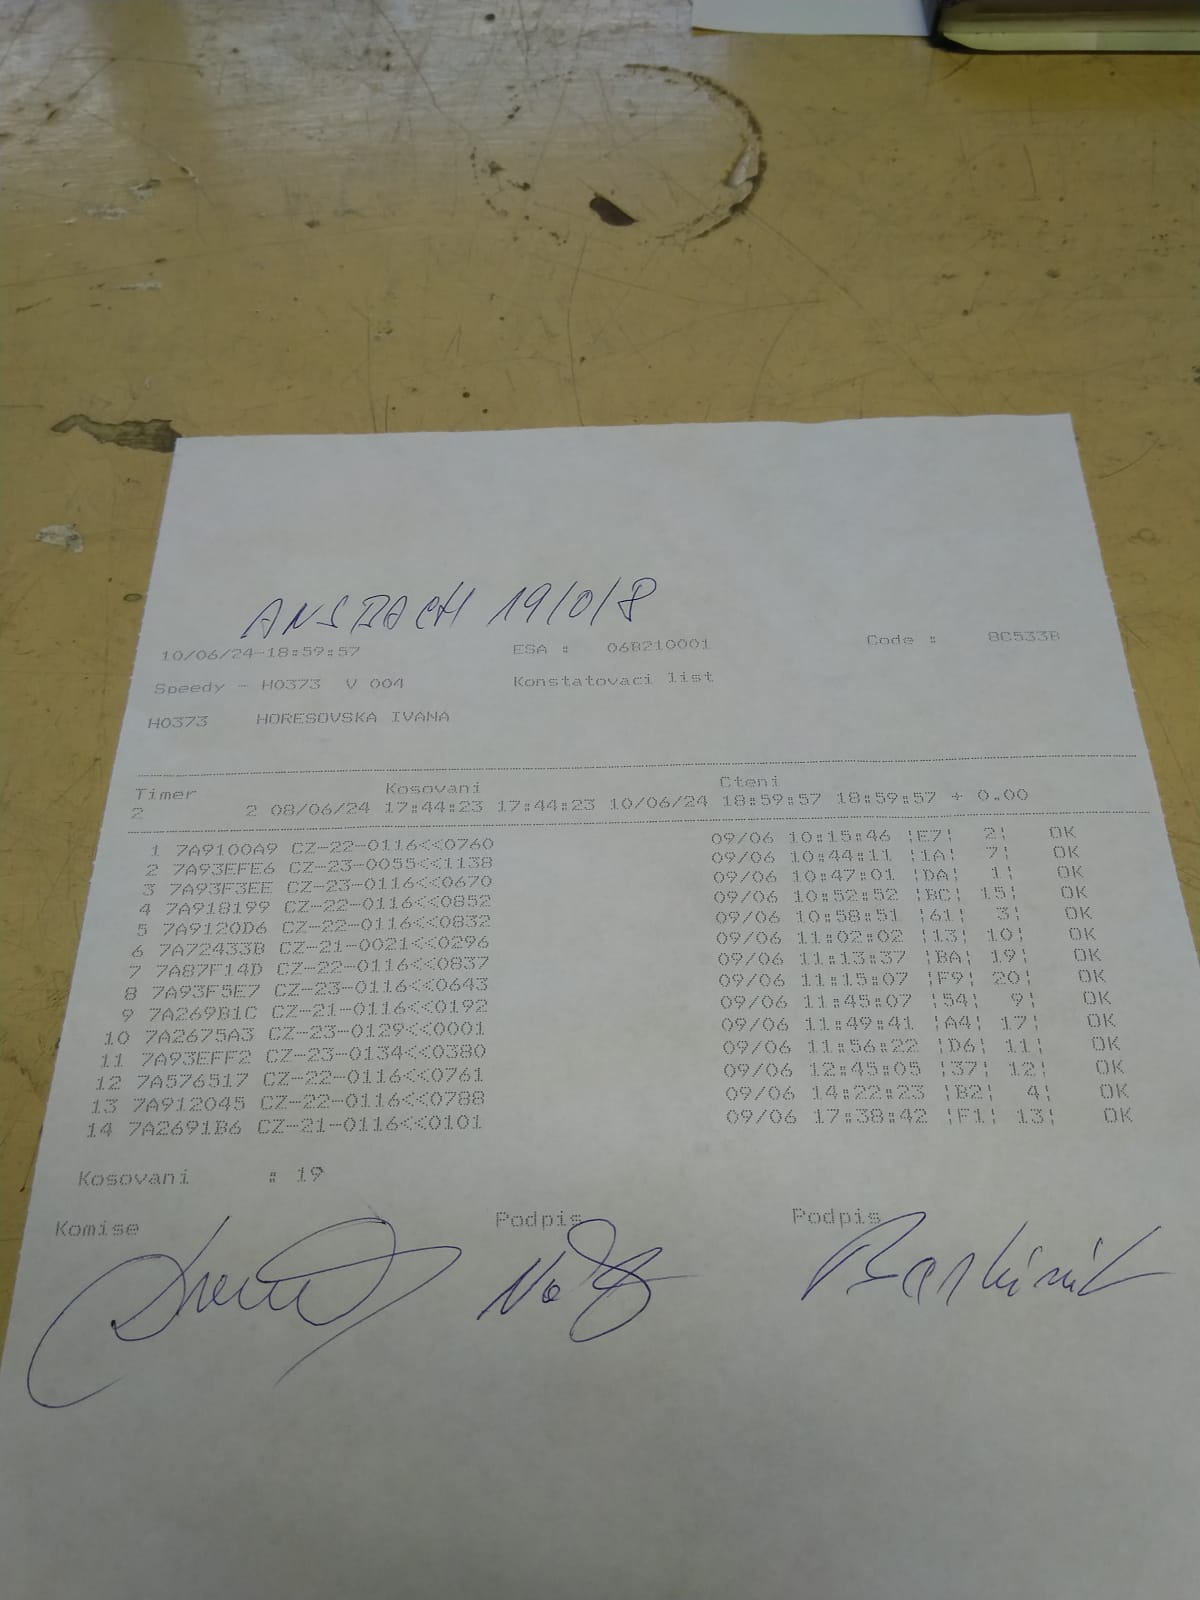 ANSBACH 19/0/8
10/06/24-18:59:57 ESA : 06B210001 Code : 8C533B
Speedy - H0373 V 004 Konstatovaci list
H0373 HORESOVSKA IVANA
Timer Kosovani Cteni
2 2 08/06/24 17:44:23 17:44:23 10/06/24 18:59:57 18:59:57 + 0.00
1 7A9100A9 CZ-22-0116<<0760 09/06 10:15:46 ¦E7¦ 2¦ OK
2 7A93EFE6 CZ-23-0055<<1138 09/06 10:44:11 ¦1A¦ 7¦ OK
3 7A93F3EE CZ-23-0116<<0670 09/06 10:47:01 ¦DA¦ 1¦ OK
4 7A918199 CZ-22-0116<<0852 09/06 10:52:52 ¦BC¦ 15¦ OK
5 7A9120D6 CZ-22-0116<<0832 09/06 10:58:51 ¦61¦ 3¦ OK
6 7A72433B CZ-21-0021<<0296 09/06 11:02:02 ¦13¦ 10¦ OK
7 7A87F14D CZ-22-0116<<0837 09/06 11:13:37 ¦BA¦ 19¦ OK
8 7A93F5E7 CZ-23-0116<<0643 09/06 11:15:07 ¦F9¦ 20¦ OK
9 7A269B1C CZ-21-0116<<0192 09/06 11:45:07 ¦54¦ 9¦ OK
10 7A2675A3 CZ-23-0129<<0001 09/06 11:49:41 ¦A4¦ 17¦ OK
11 7A93EFF2 CZ-23-0134<<0380 09/06 11:56:22 ¦D6¦ 11¦ OK
12 7A576517 CZ-22-0116<<0761 09/06 12:45:05 ¦37¦ 12¦ OK
13 7A912045 CZ-22-0116<<0788 09/06 14:22:23 ¦B2¦ 4¦ OK
14 7A2691B6 CZ-21-0116<<0101 09/06 17:38:42 ¦F1¦ 13¦ OK
Kosovani : 19
Komise Podpis Podpis